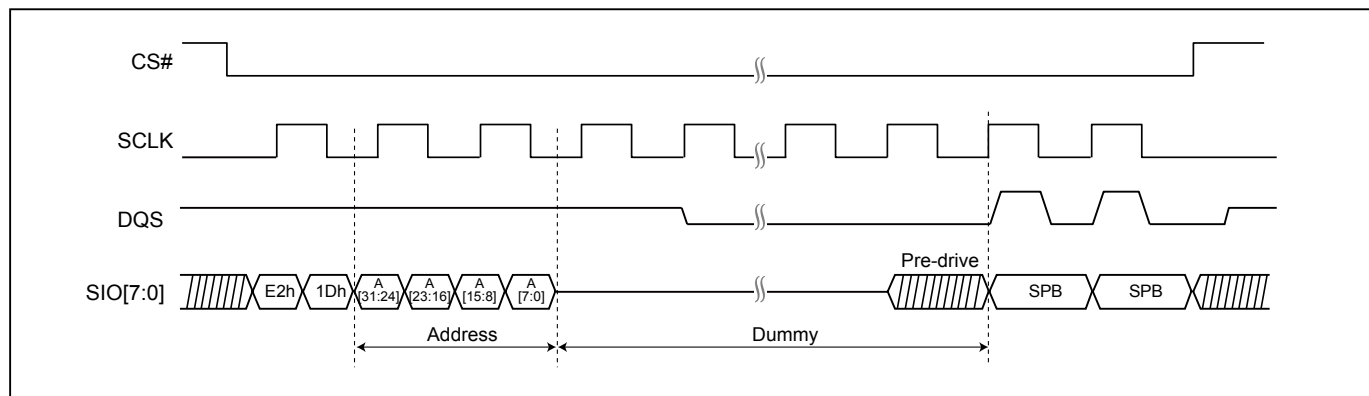 CS#
SCLK
DQS
Pre-drive
SIO[7:0]
E2h
1Dh
A
[31:24]
A
[23:16]
A
[15:8]
A
[7:0]
SPB
SPB
Address
Dummy